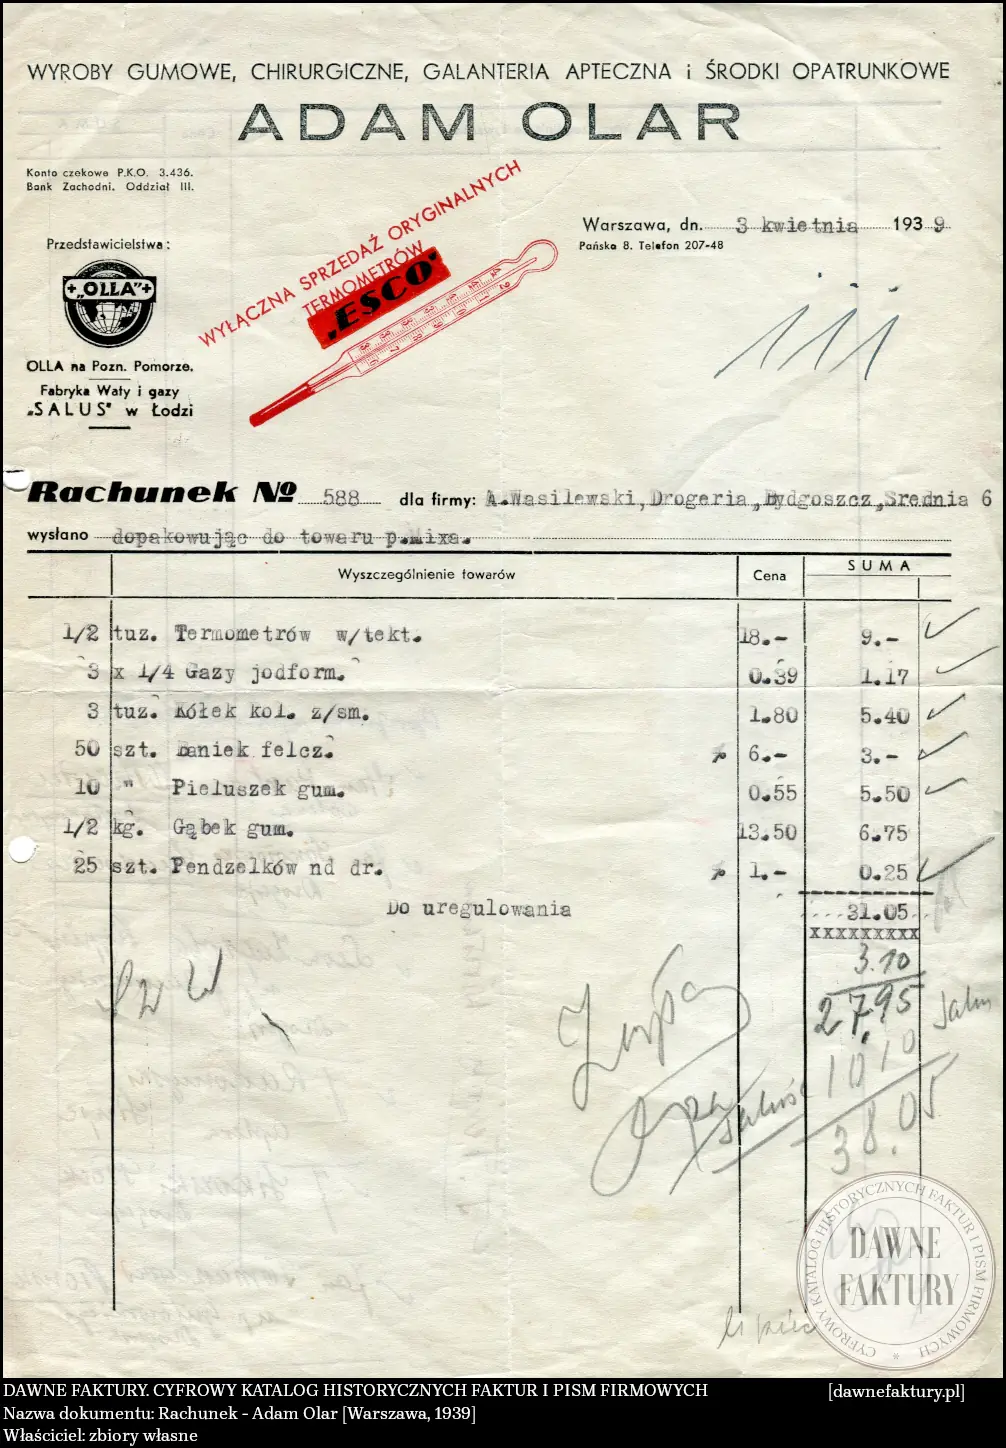 WYROBY GUMOWE, CHIRURGICZNE, GALANTERIA APTECZNA i ŚRODKI OPATRUNKOWE
ADAM OLAR
Konto czekowe P.K.O. 3.436.
Bank Zachodni. Oddział III.
Przedstawicielstwa:
„OLLA”
OLLA na Pozn. Pomorze.
Fabryka Waty i gazy
„SALUS” w Łodzi
WYŁĄCZNA SPRZEDAŻ ORYGINALNYCH
TERMOMETRÓW
„ESCO”
Warszawa, dn. 3 kwietnia 1939
Pańska 8. Telefon 207-48
Rachunek № 588 dla firmy: A.Wasilewski, Drogeria, Bydgoszcz, Srednia 6
wysłano dopakowując do towaru p.Mixa.
Wyszczególnienie towarów Cena SUMA
1/2 tuz. Termometrów w/tekt. 18.- 9.-
3 x 1/4 Gazy jodform. 0.39 1.17
3 tuz. Kółek kol. z/sm. 1.80 5.40
50 szt. Baniek felcz. % 6.- 3.-
10 " Pieluszek gum. 0.55 5.50
1/2 kg. Gąbek gum. 13.50 6.75
25 szt. Pendzelków nd dr. % 1.- 0.25
Do uregulowania 31.05
xxxxxxxxx
3.10
27.95
10.10
38.05
DAWNE FAKTURY
CYFROWY KATALOG HISTORYCZNYCH FAKTUR I PISM FIRMOWYCH *
DAWNE FAKTURY. CYFROWY KATALOG HISTORYCZNYCH FAKTUR I PISM FIRMOWYCH [dawnefaktury.pl]
Nazwa dokumentu: Rachunek - Adam Olar [Warszawa, 1939]
Właściciel: zbiory własne